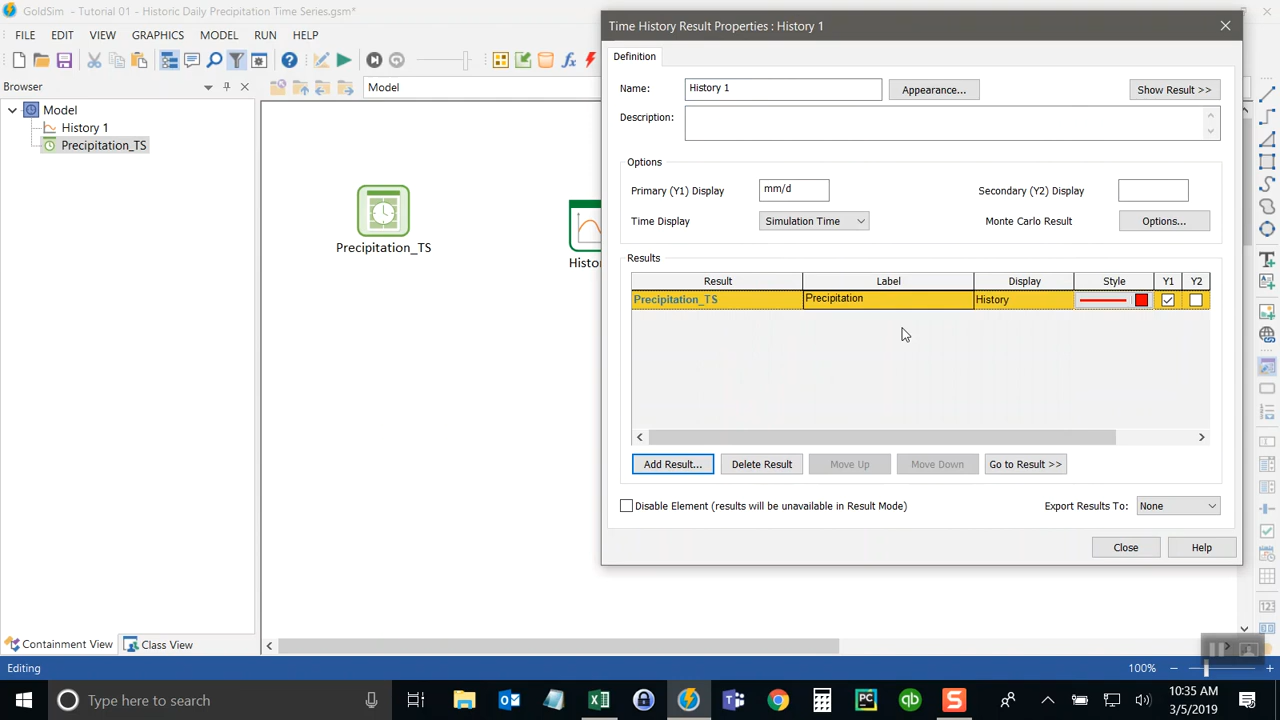 GoldSim - Tutorial 01 - Historic Daily Precipitation Time Series.gsm*
FILE EDIT VIEW GRAPHICS MODEL RUN HELP
Browser
Model
Model
History 1
Precipitation_TS
Precipitation_TS
Histo
Time History Result Properties : History 1
Definition
Name: History 1 Appearance... Show Result >>
Description:
Options
Primary (Y1) Display mm/d Secondary (Y2) Display
Time Display Simulation Time Monte Carlo Result Options...
Results
Result Label Display Style Y1 Y2
Precipitation_TS Precipitation History
Add Result... Delete Result Move Up Move Down Go to Result >>
Disable Element (results will be unavailable in Result Mode) Export Results To: None
Close Help
123
Containment View Class View
Editing 100%
Type here to search
10:35 AM
3/5/2019